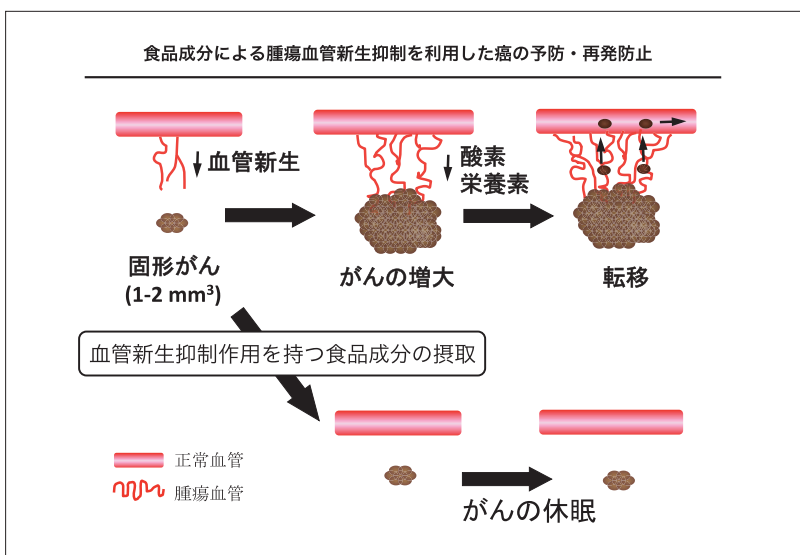 食品成分による腫瘍血管新生抑制を利用した癌の予防・再発防止
血管新生
酸素
栄養素
固形がん
(1-2 mm³)
がんの増大
転移
血管新生抑制作用を持つ食品成分の摂取
正常血管
腫瘍血管
がんの休眠